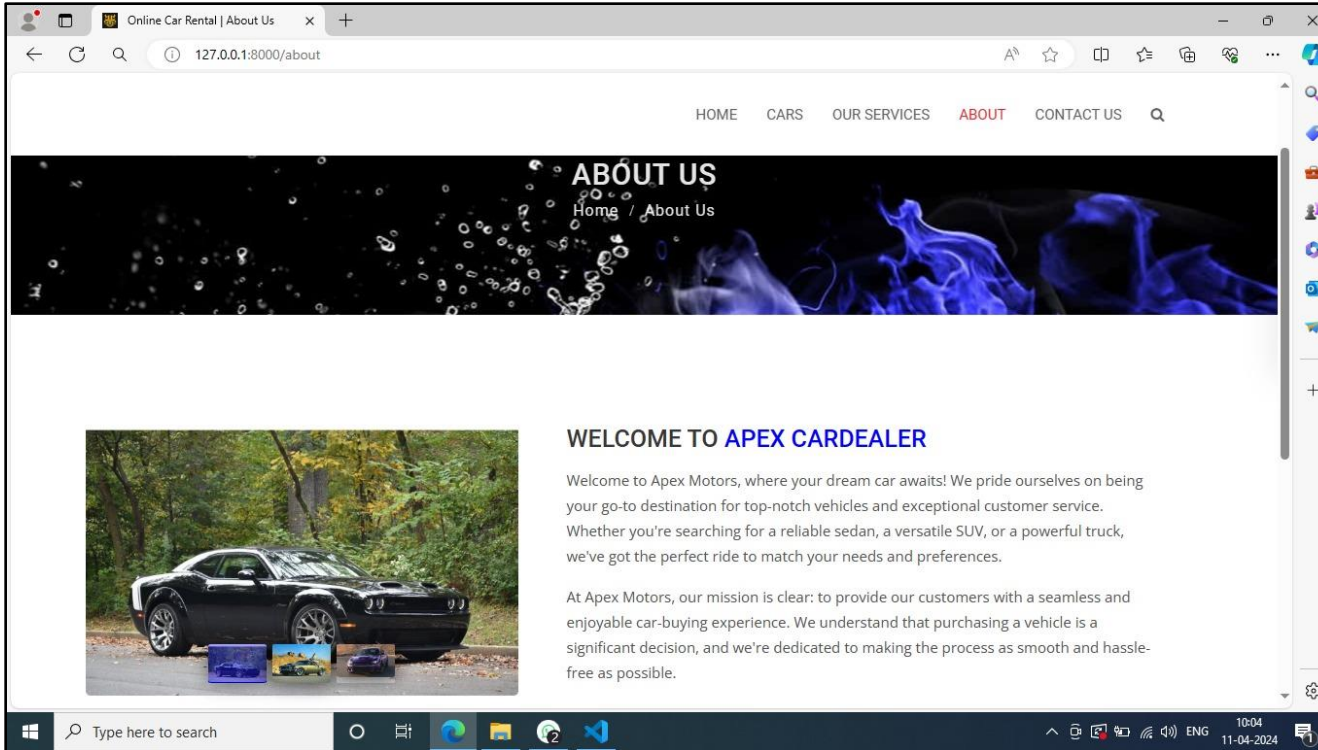 Online Car Rental | About Us
127.0.0.1:8000/about
HOME CARS OUR SERVICES ABOUT CONTACT US
ABOUT US
Home / About Us
WELCOME TO APEX CARDEALER
Welcome to Apex Motors, where your dream car awaits! We pride ourselves on being
your go-to destination for top-notch vehicles and exceptional customer service.
Whether you're searching for a reliable sedan, a versatile SUV, or a powerful truck,
we've got the perfect ride to match your needs and preferences.
At Apex Motors, our mission is clear: to provide our customers with a seamless and
enjoyable car-buying experience. We understand that purchasing a vehicle is a
significant decision, and we're dedicated to making the process as smooth and hassle-
free as possible.
Type here to search
2
ENG
10:04
11-04-2024
1